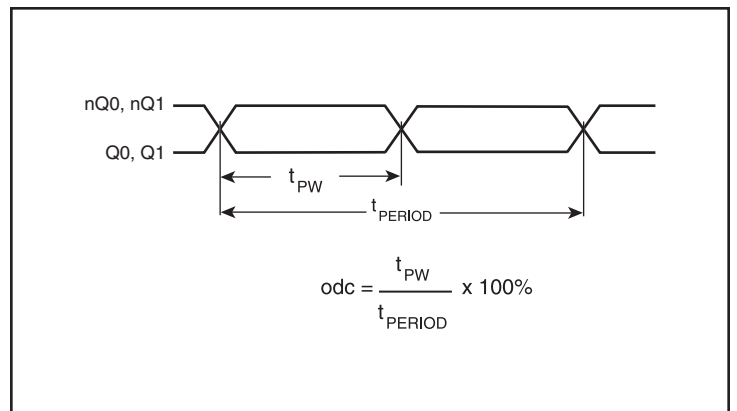 nQ0, nQ1
Q0, Q1
tPW
tPERIOD
odc = tPW / tPERIOD x 100%